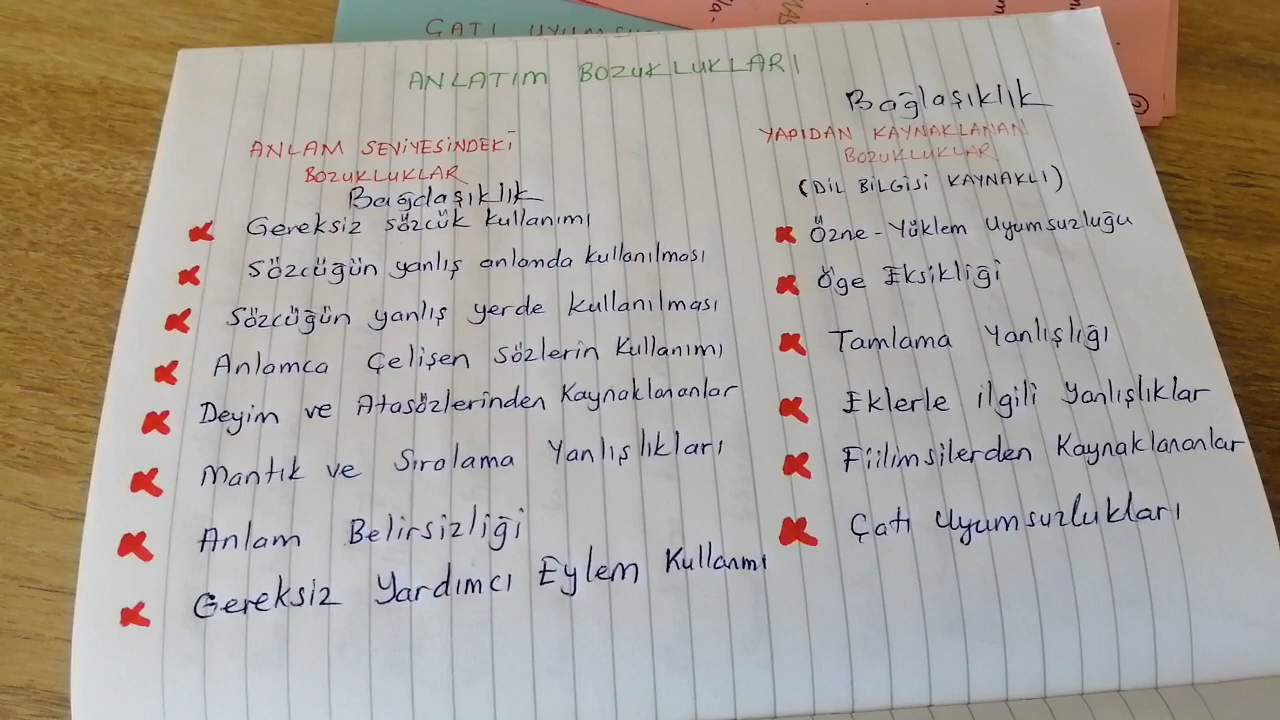 ÇATI UYUMSU
ANLATIM BOZUKLUKLARI
ANLAM SEVİYESİNDEKİ
BOZUKLUKLAR
Bağdaşıklık
Gereksiz sözcük kullanımı
Sözcüğün yanlış anlamda kullanılması
Sözcüğün yanlış yerde kullanılması
Anlamca Çelişen Sözlerin Kullanımı
Deyim ve Atasözlerinden Kaynaklananlar
Mantık ve Sıralama Yanlışlıkları
Anlam Belirsizliği
Gereksiz Yardımcı Eylem Kullanmı
Bağlaşıklık
YAPIDAN KAYNAKLANAN
BOZUKLUKLAR
(DİL BİLGİSİ KAYNAKLI)
Özne-Yüklem Uyumsuzluğu
Öge Eksikliği
Tamlama Yanlışlığı
Eklerle ilgili Yanlışlıklar
Fiilimsilerden Kaynaklananlar
Çatı Uyumsuzlukları